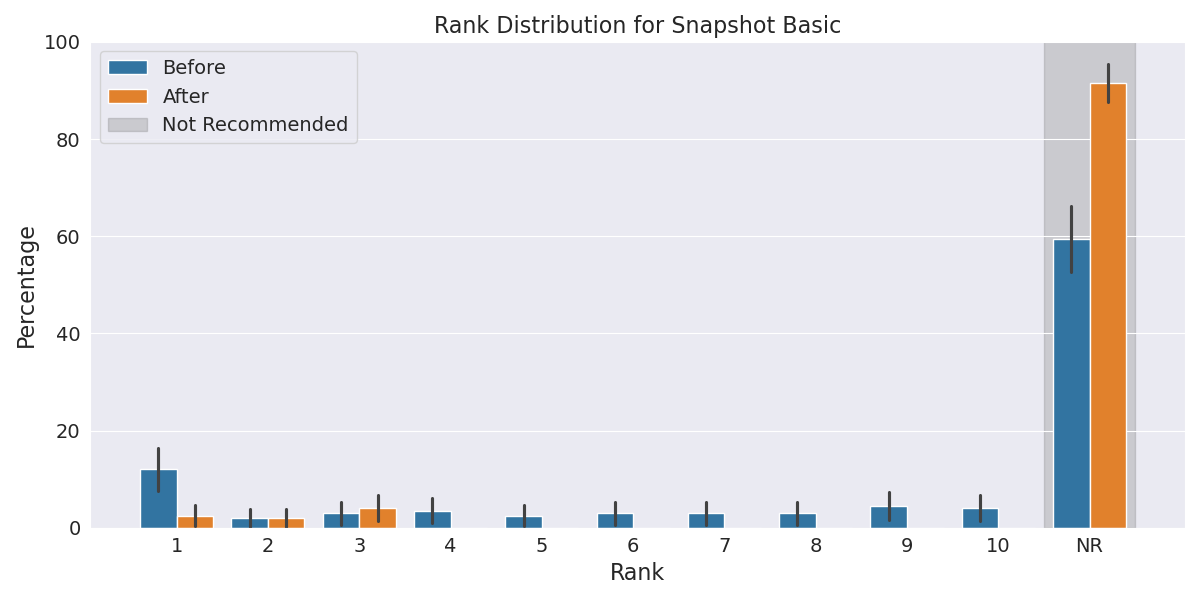 Rank Distribution for Snapshot Basic
Percentage
100
80
60
40
20
0
Before
After
Not Recommended
1 2 3 4 5 6 7 8 9 10 NR
Rank